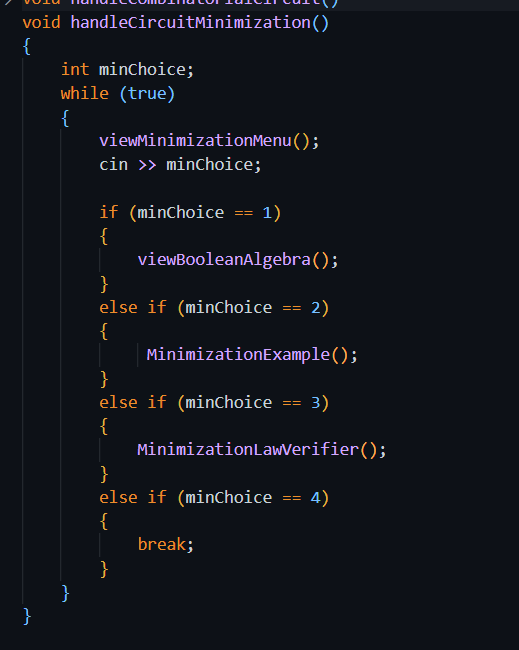 void handleCombinatorialCircuit()
void handleCircuitMinimization()
{
    int minChoice;
    while (true)
    {
        viewMinimizationMenu();
        cin >> minChoice;

        if (minChoice == 1)
        {
            viewBooleanAlgebra();
        }
        else if (minChoice == 2)
        {
             MinimizationExample();
        }
        else if (minChoice == 3)
        {
            MinimizationLawVerifier();
        }
        else if (minChoice == 4)
        {
            break;
        }
    }
}